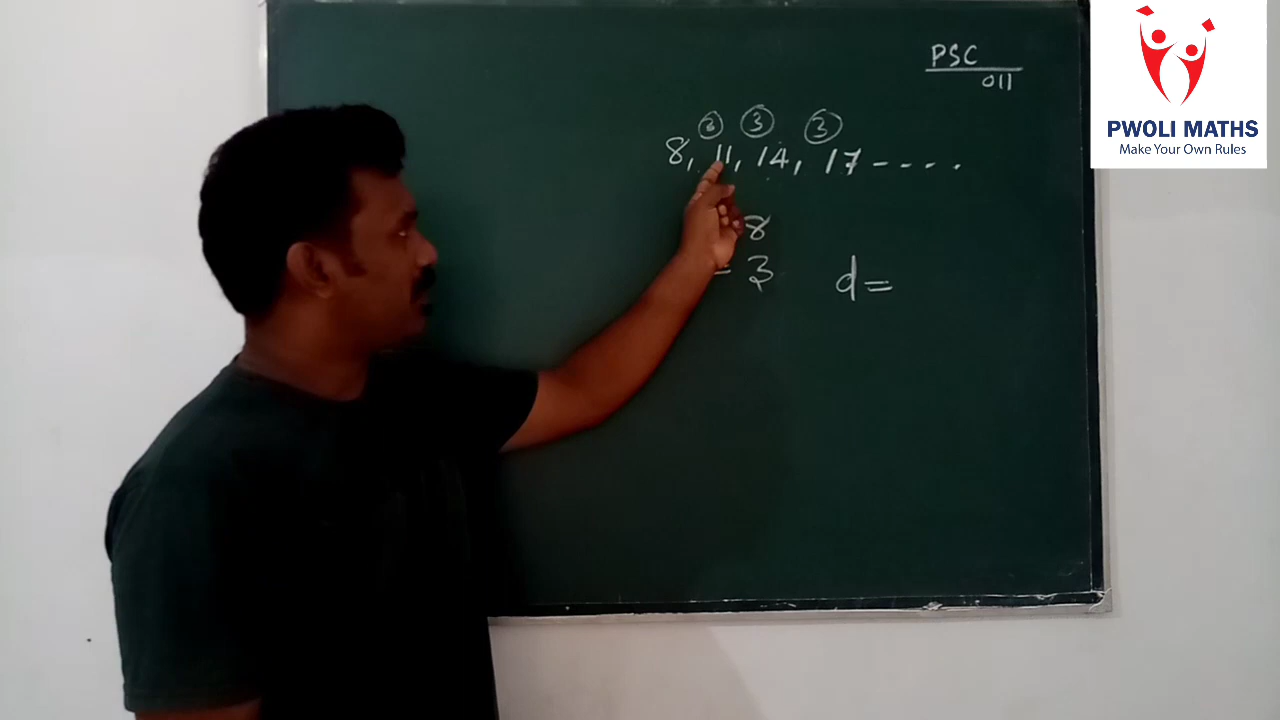 PSC
011
③ ③ ③
8, 11, 14, 17 - - - -
8
= 3 d =
PWOLI MATHS
Make Your Own Rules